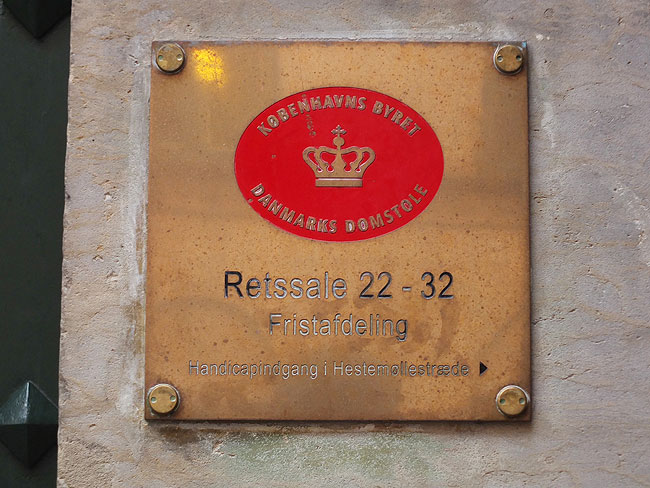 KØBENHAVNS BYRET
DANMARKS DOMSTOLE
Retssale 22 - 32
Fristafdeling
Handicapindgang i Hestemøllestræde